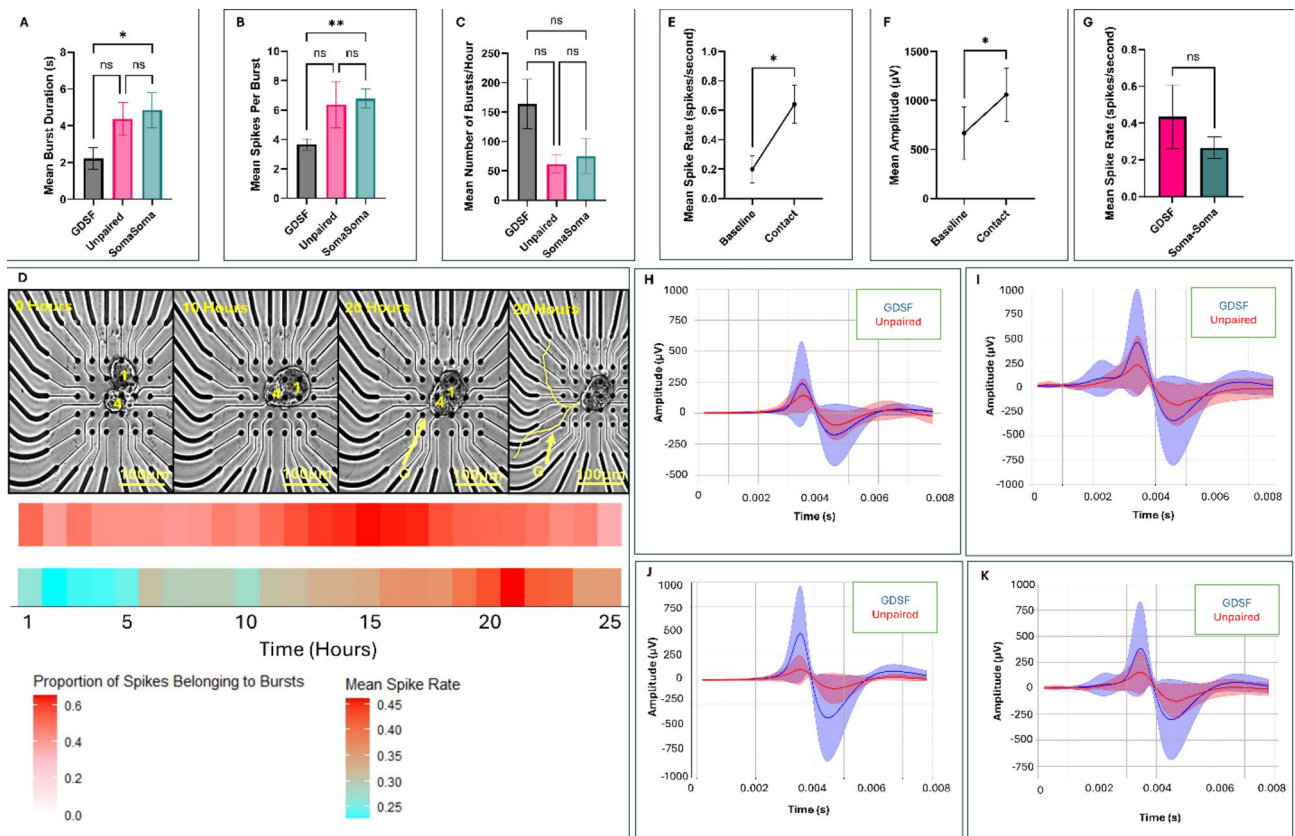 A
*
ns
ns
Mean Burst Duration (s)
8
6
4
2
0
GDSF
Unpaired
SomaSoma
B
**
ns
ns
Mean Spikes Per Burst
10
8
6
4
2
0
GDSF
Unpaired
SomaSoma
C
ns
ns
ns
Mean Number of Bursts/Hour
250
200
150
100
50
0
GDSF
Unpaired
SomaSoma
E
*
Mean Spike Rate (spikes/second)
1.0
0.8
0.6
0.4
0.2
0.0
Baseline
Contact
F
*
Mean Amplitude (µV)
1500
1000
500
0
Baseline
Contact
G
ns
Mean Spike Rate (spikes/second)
0.8
0.6
0.4
0.2
0.0
GDSF
Soma-Soma
D
0 Hours
1
4
100µm
10 Hours
4
1
100µm
20 Hours
1
4
G
100µm
20 Hours
G
100µm
1 5 10 15 20 25
Time (Hours)
Proportion of Spikes Belonging to Bursts
0.6
0.4
0.2
0.0
Mean Spike Rate
0.45
0.40
0.35
0.30
0.25
H
GDSF
Unpaired
Amplitude (µV)
1000
750
500
250
0
-250
-500
0 0.002 0.004 0.006 0.008
Time (s)
I
GDSF
Unpaired
Amplitude (µV)
1000
750
500
250
0
-250
-500
-750
-1000
0 0.002 0.004 0.006 0.008
Time (s)
J
GDSF
Unpaired
Amplitude (µV)
1000
750
500
250
0
-250
-500
-750
-1000
0 0.002 0.004 0.006 0.008
Time (s)
K
GDSF
Unpaired
Amplitude (µV)
1000
750
500
250
0
-250
-500
-750
0 0.002 0.004 0.006 0.008
Time (s)